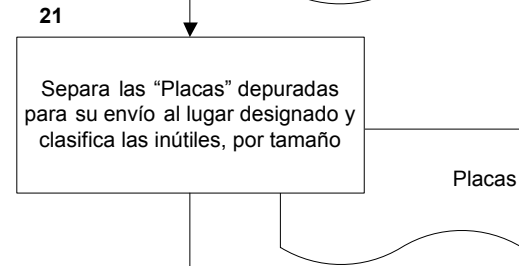 21
Separa las “Placas” depuradas
para su envío al lugar designado y
clasifica las inútiles, por tamaño
Placas